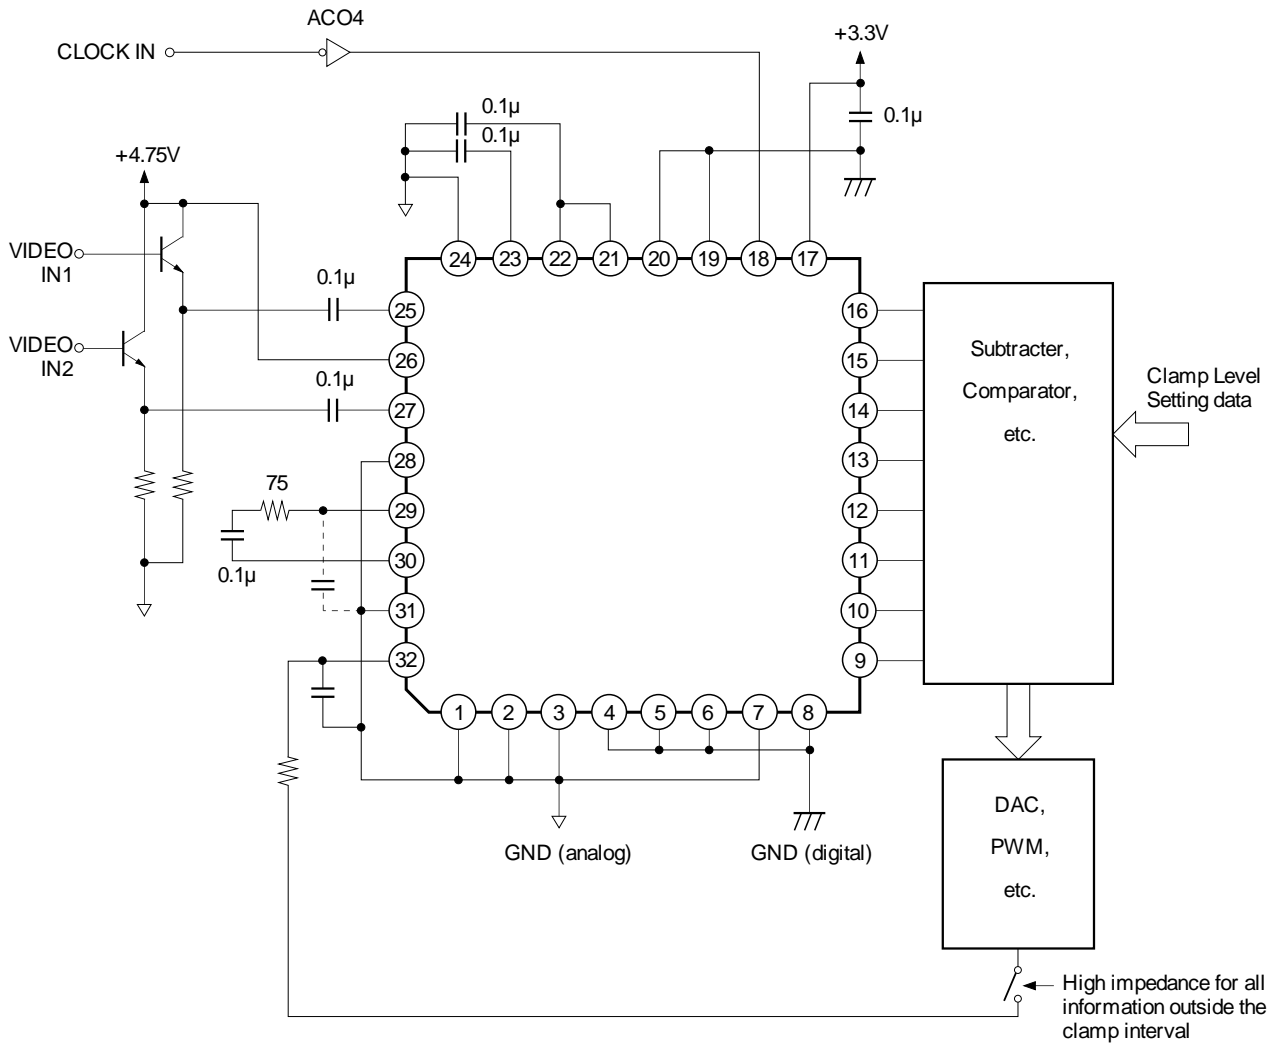 ACO4
CLOCK IN
+3.3V
0.1µ
0.1µ
0.1µ
+4.75V
VIDEO
IN1
24
23
22
21
20
19
18
17
0.1µ
25
16
Subtracter,
VIDEO
IN2
26
15
Comparator,
Clamp Level
Setting data
0.1µ
27
14
etc.
28
13
75
29
12
30
11
0.1µ
31
10
32
9
1
2
3
4
5
6
7
8
GND (analog)
GND (digital)
DAC,
PWM,
etc.
High impedance for all
information outside the
clamp interval